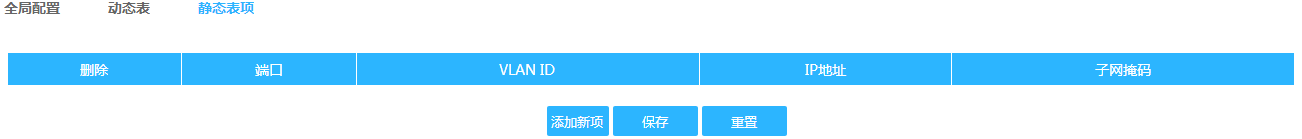 全局配置 动态表 静态表项
删除 端口 VLAN ID IP地址 子网掩码
添加新项 保存 重置